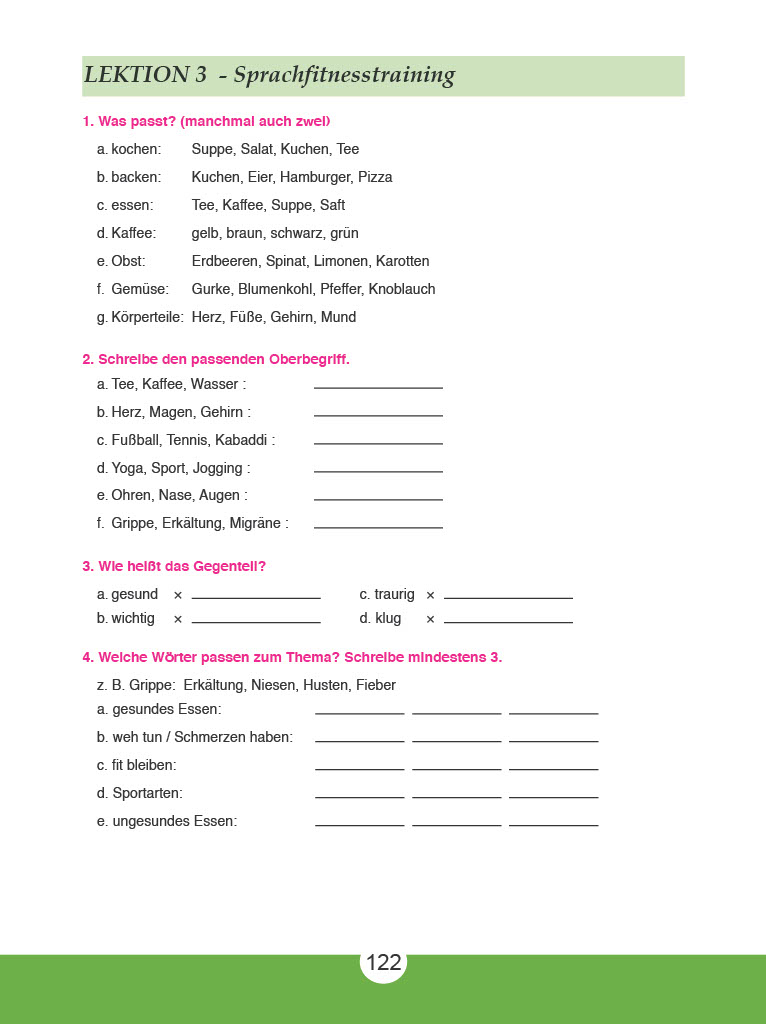 LEKTION 3 - Sprachfitnesstraining
1. Was passt? (manchmal auch zwei)
a. kochen: Suppe, Salat, Kuchen, Tee
b. backen: Kuchen, Eier, Hamburger, Pizza
c. essen: Tee, Kaffee, Suppe, Saft
d. Kaffee: gelb, braun, schwarz, grün
e. Obst: Erdbeeren, Spinat, Limonen, Karotten
f. Gemüse: Gurke, Blumenkohl, Pfeffer, Knoblauch
g. Körperteile: Herz, Füße, Gehirn, Mund
2. Schreibe den passenden Oberbegriff.
a. Tee, Kaffee, Wasser : ____________
b. Herz, Magen, Gehirn : ____________
c. Fußball, Tennis, Kabaddi : ____________
d. Yoga, Sport, Jogging : ____________
e. Ohren, Nase, Augen : ____________
f. Grippe, Erkältung, Migräne : ____________
3. Wie heißt das Gegenteil?
a. gesund × ____________ c. traurig × ____________
b. wichtig × ____________ d. klug × ____________
4. Welche Wörter passen zum Thema? Schreibe mindestens 3.
z. B. Grippe: Erkältung, Niesen, Husten, Fieber
a. gesundes Essen: ________ ________ ________
b. weh tun / Schmerzen haben: ________ ________ ________
c. fit bleiben: ________ ________ ________
d. Sportarten: ________ ________ ________
e. ungesundes Essen: ________ ________ ________
122